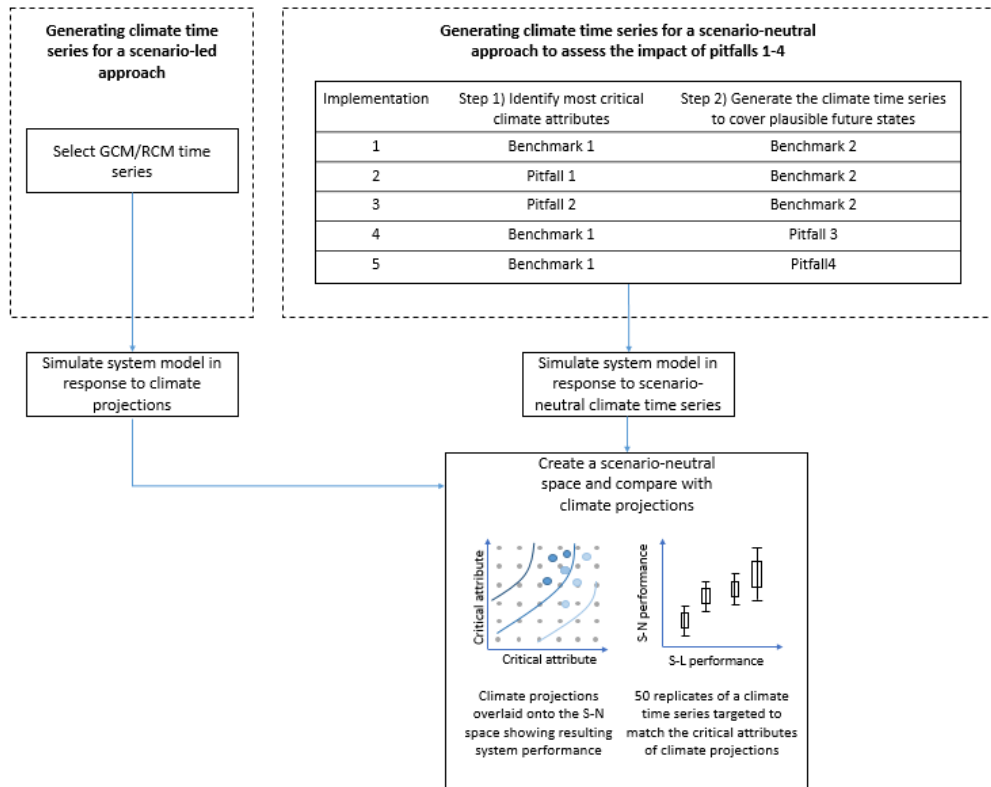 Generating climate time
series for a scenario-led
approach
Select GCM/RCM time
series
Generating climate time series for a scenario-neutral
approach to assess the impact of pitfalls 1-4
Implementation Step 1) Identify most critical Step 2) Generate the climate time series
climate attributes to cover plausible future states
1 Benchmark 1 Benchmark 2
2 Pitfall 1 Benchmark 2
3 Pitfall 2 Benchmark 2
4 Benchmark 1 Pitfall 3
5 Benchmark 1 Pitfall4
Simulate system model in
response to climate
projections
Simulate system model in
response to scenario-
neutral climate time series
Create a scenario-neutral
space and compare with
climate projections
Critical attribute
Critical attribute
S-N performance
S-L performance
Climate projections
overlaid onto the S-N
space showing resulting
system performance
50 replicates of a climate
time series targeted to
match the critical attributes
of climate projections